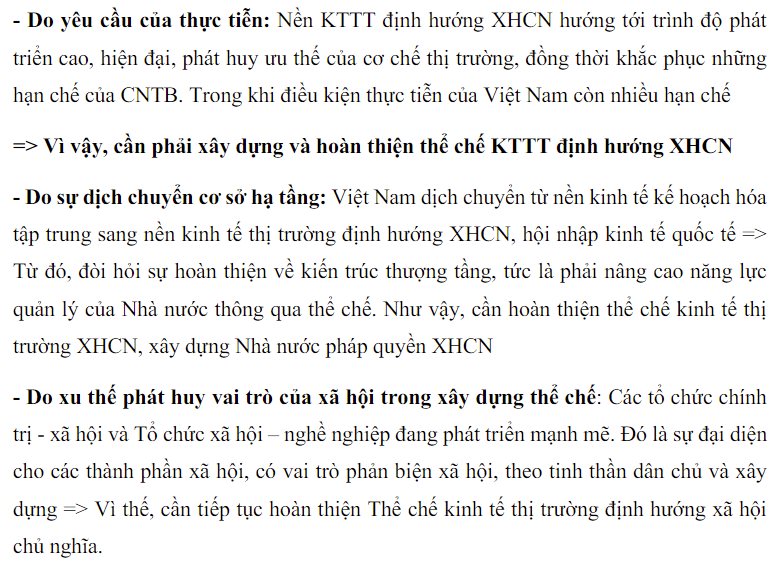 - Do yêu cầu của thực tiễn: Nền KTTT định hướng XHCN hướng tới trình độ phát
triển cao, hiện đại, phát huy ưu thế của cơ chế thị trường, đồng thời khắc phục những
hạn chế của CNTB. Trong khi điều kiện thực tiễn của Việt Nam còn nhiều hạn chế
=> Vì vậy, cần phải xây dựng và hoàn thiện thể chế KTTT định hướng XHCN
- Do sự dịch chuyển cơ sở hạ tầng: Việt Nam dịch chuyển từ nền kinh tế kế hoạch hóa
tập trung sang nền kinh tế thị trường định hướng XHCN, hội nhập kinh tế quốc tế =>
Từ đó, đòi hỏi sự hoàn thiện về kiến trúc thượng tầng, tức là phải nâng cao năng lực
quản lý của Nhà nước thông qua thể chế. Như vậy, cần hoàn thiện thể chế kinh tế thị
trường XHCN, xây dựng Nhà nước pháp quyền XHCN
- Do xu thế phát huy vai trò của xã hội trong xây dựng thể chế: Các tổ chức chính
trị - xã hội và Tổ chức xã hội – nghề nghiệp đang phát triển mạnh mẽ. Đó là sự đại diện
cho các thành phần xã hội, có vai trò phản biện xã hội, theo tinh thần dân chủ và xây
dựng => Vì thế, cần tiếp tục hoàn thiện Thể chế kinh tế thị trường định hướng xã hội
chủ nghĩa.